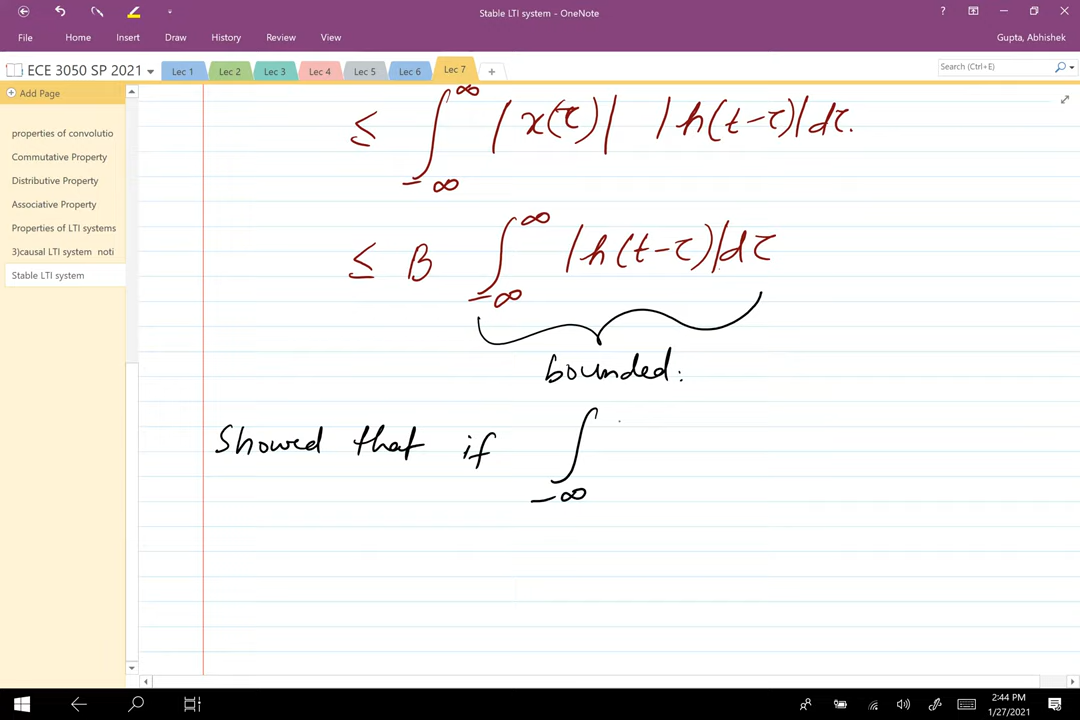 Stable LTI system - OneNote
Gupta, Abhishek
File Home Insert Draw History Review View
ECE 3050 SP 2021
Lec 1 Lec 2 Lec 3 Lec 4 Lec 5 Lec 6 Lec 7
Search (Ctrl+E)
Add Page
properties of convolutio
Commutative Property
Distributive Property
Associative Property
Properties of LTI systems
3)causal LTI system noti
Stable LTI system
≤ ∫_{-∞}^{∞} |x(τ)| |h(t-τ)|dτ.
≤ B ∫_{-∞}^{∞} |h(t-τ)|dτ
bounded.
Showed that if ∫_{-∞}
2:44 PM
1/27/2021